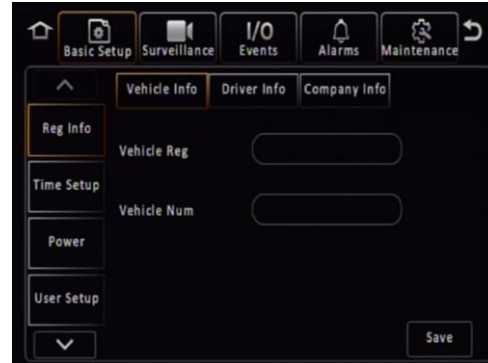 Basic Setup
Surveillance
I/O Events
Alarms
Maintenance
Vehicle Info
Driver Info
Company Info
Reg Info
Time Setup
Power
User Setup
Vehicle Reg
Vehicle Num
Save